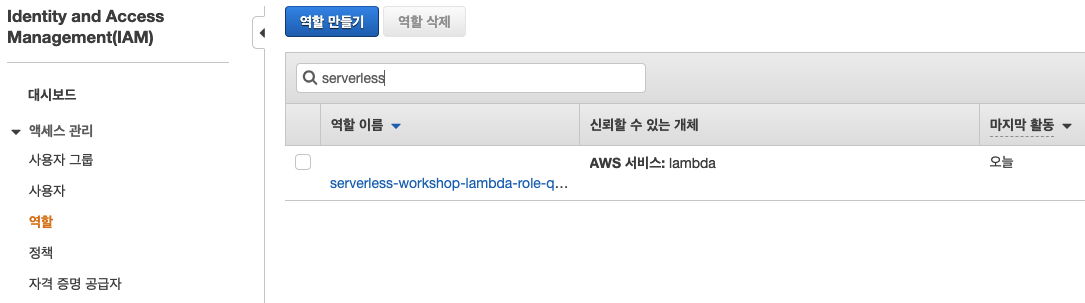 Identity and Access
Management(IAM)
대시보드
액세스 관리
사용자 그룹
사용자
역할
정책
자격 증명 공급자
역할 만들기 역할 삭제
serverless
역할 이름 신뢰할 수 있는 개체 마지막 활동
AWS 서비스: lambda 오늘
serverless-workshop-lambda-role-q...